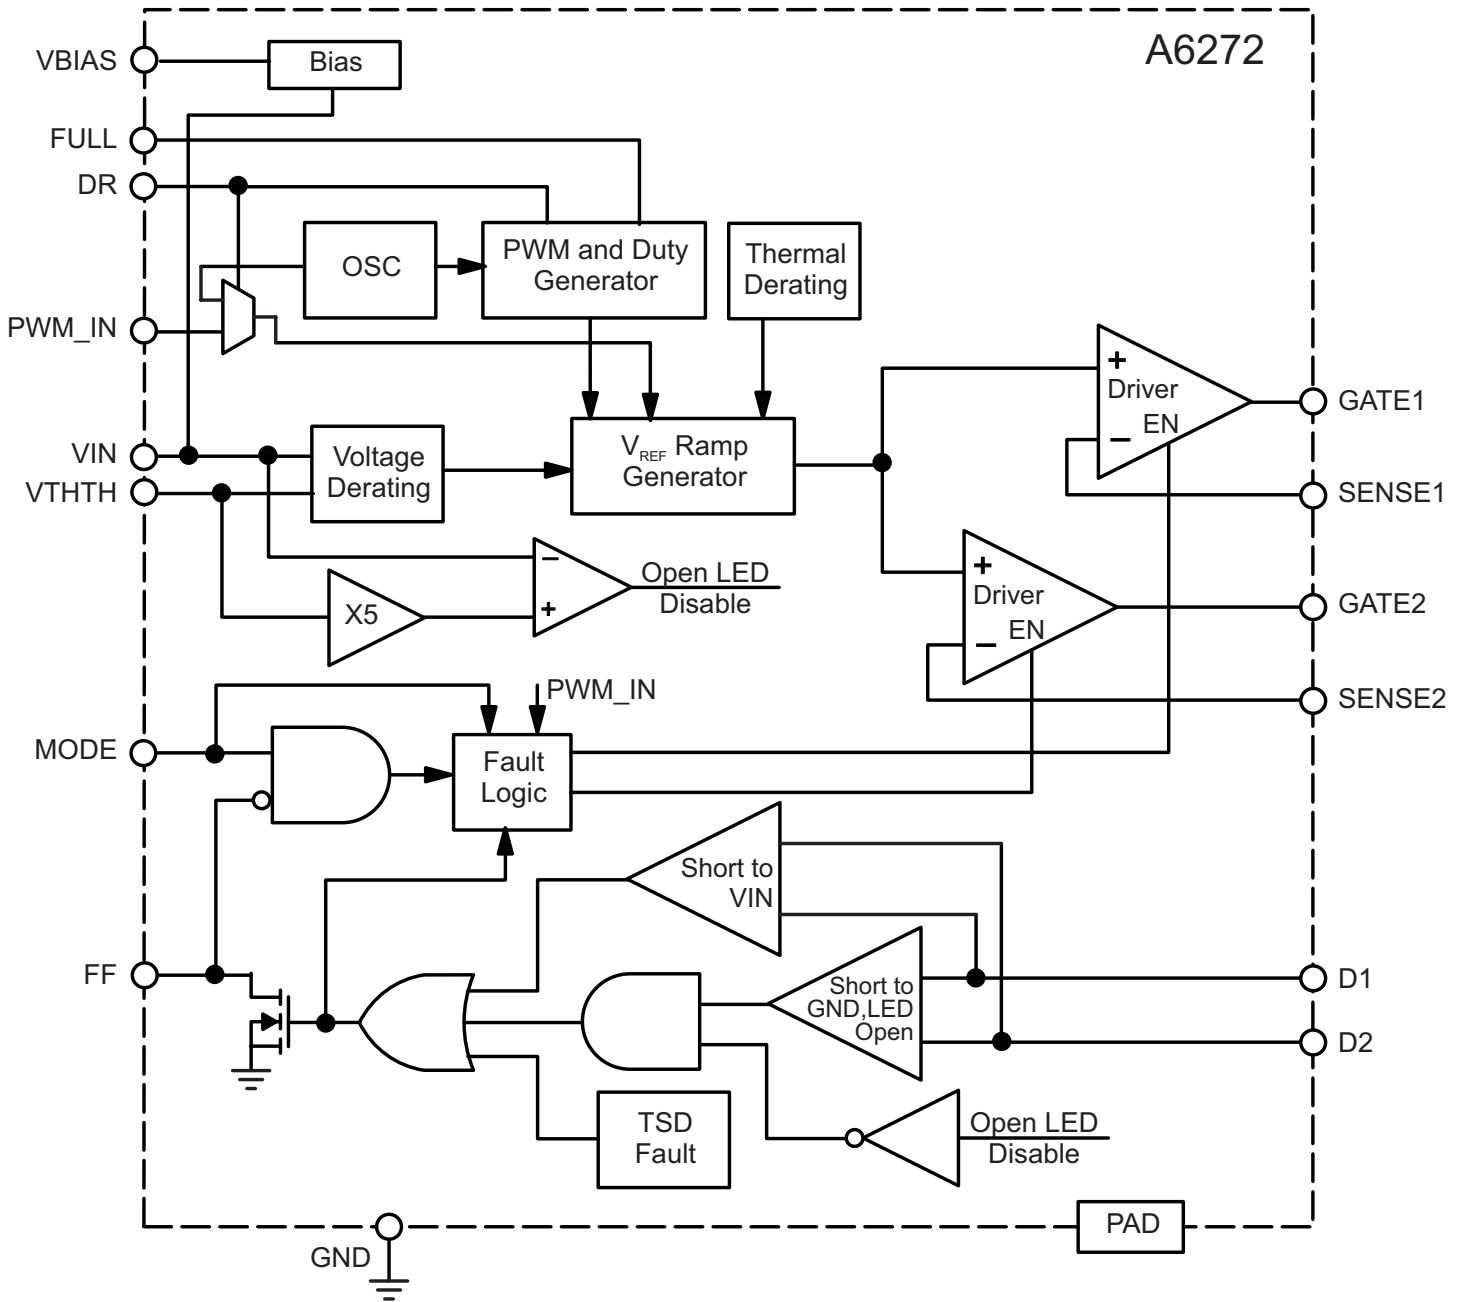 A6272
VBIAS
Bias
FULL
DR
OSC
PWM and Duty
Generator
Thermal
Derating
PWM_IN
+
Driver
EN
−
GATE1
VIN
Voltage
Derating
VREF Ramp
Generator
VTHTH
SENSE1
−
+
X5
Open LED
Disable
+
Driver
EN
−
GATE2
PWM_IN
SENSE2
MODE
Fault
Logic
Short to
VIN
FF
Short to
GND,LED
Open
D1
D2
TSD
Fault
Open LED
Disable
PAD
GND